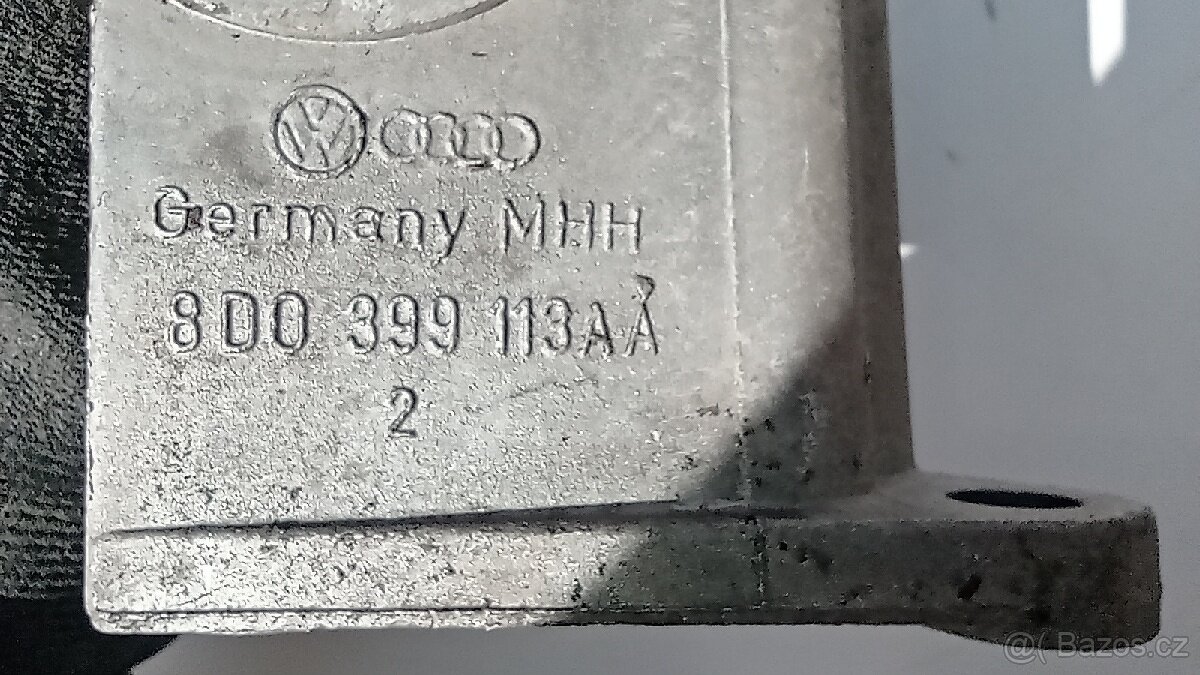 Germany MHH
8D0 399 113AA
2
@( Bazos.cz